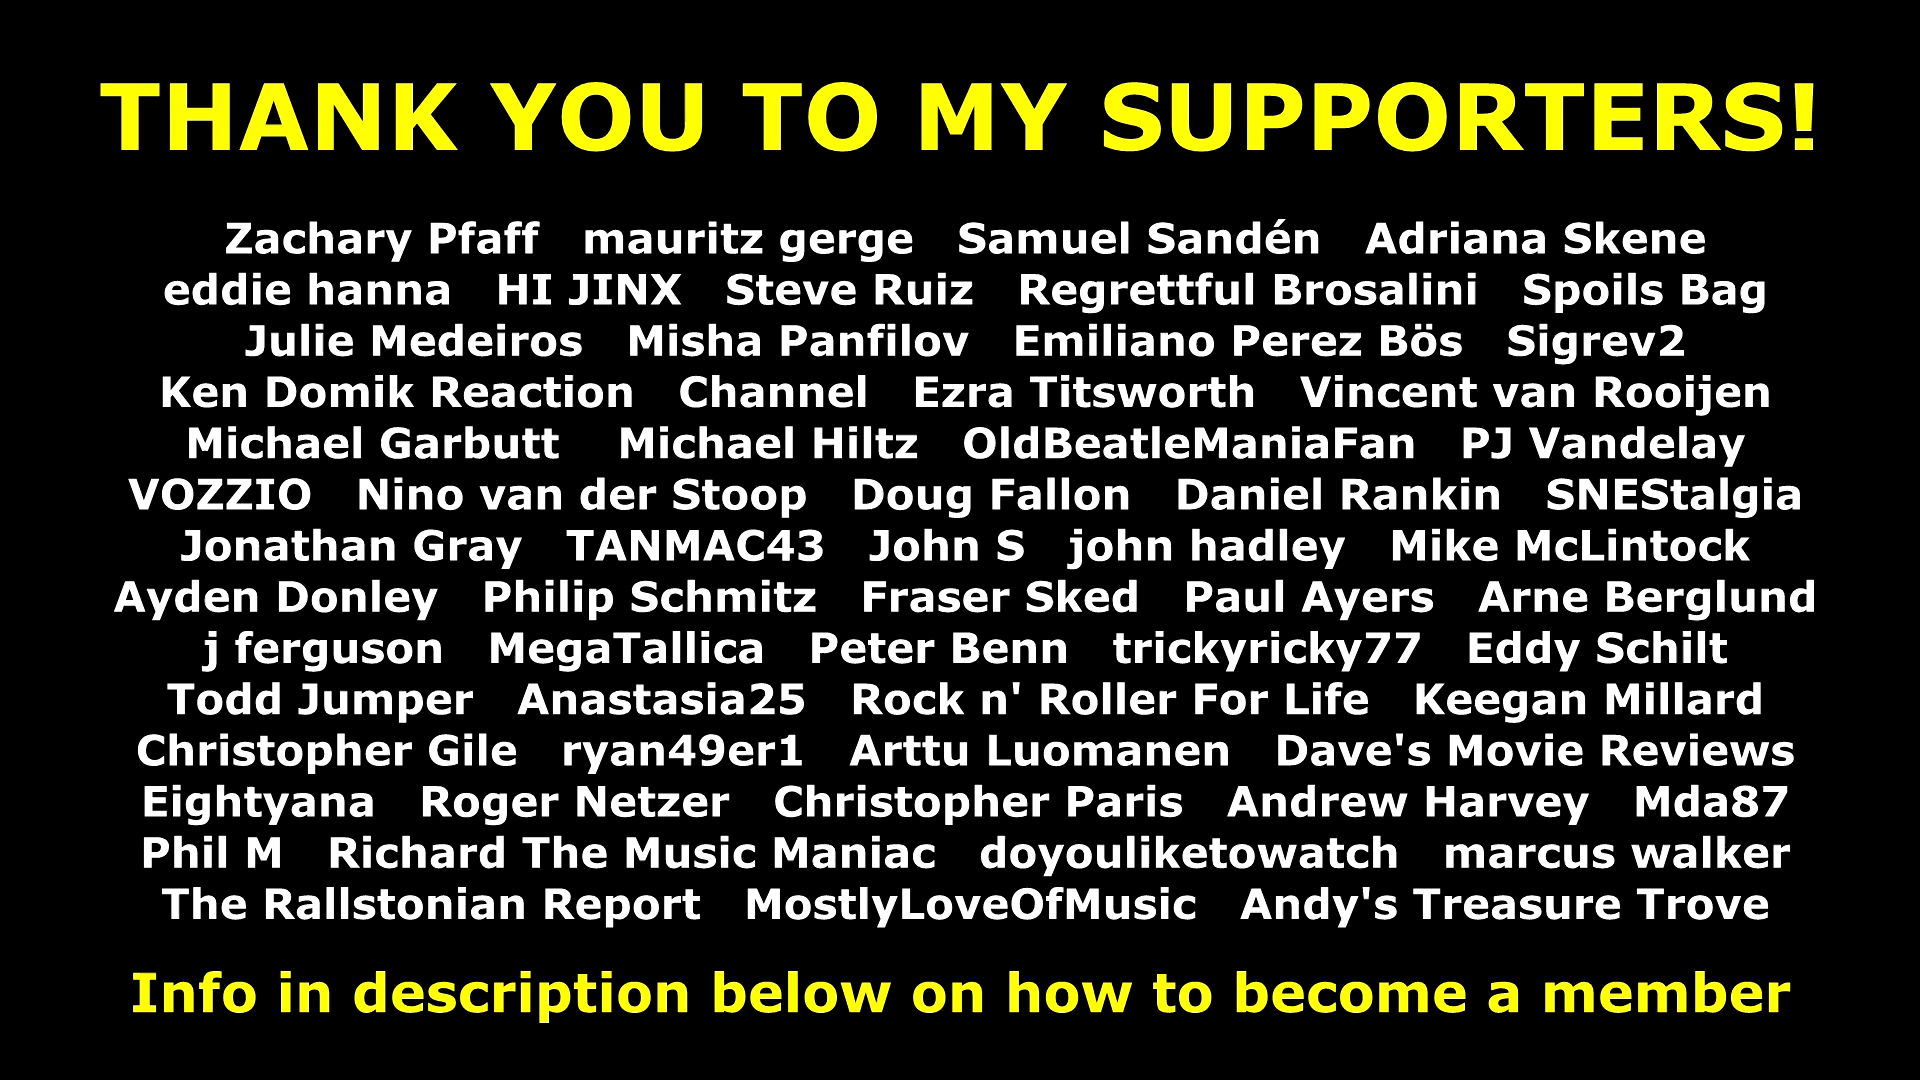 THANK YOU TO MY SUPPORTERS!
Zachary Pfaff mauritz gerge Samuel Sandén Adriana Skene
eddie hanna HI JINX Steve Ruiz Regrettful Brosalini Spoils Bag
Julie Medeiros Misha Panfilov Emiliano Perez Bös Sigrev2
Ken Domik Reaction Channel Ezra Titsworth Vincent van Rooijen
Michael Garbutt Michael Hiltz OldBeatleManiaFan PJ Vandelay
VOZZIO Nino van der Stoop Doug Fallon Daniel Rankin SNEStalgia
Jonathan Gray TANMAC43 John S john hadley Mike McLintock
Ayden Donley Philip Schmitz Fraser Sked Paul Ayers Arne Berglund
j ferguson MegaTallica Peter Benn trickyricky77 Eddy Schilt
Todd Jumper Anastasia25 Rock n' Roller For Life Keegan Millard
Christopher Gile ryan49er1 Arttu Luomanen Dave's Movie Reviews
Eightyana Roger Netzer Christopher Paris Andrew Harvey Mda87
Phil M Richard The Music Maniac doyouliketowatch marcus walker
The Rallstonian Report MostlyLoveOfMusic Andy's Treasure Trove
Info in description below on how to become a member